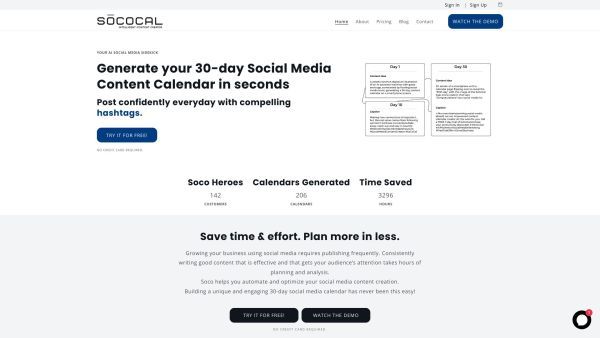 Sign in | Sign Up
SŌCOCAL
INTELLIGENT CONTENT CREATOR
Home About Pricing Blog Contact
WATCH THE DEMO
YOUR AI SOCIAL MEDIA SIDEKICK
Generate your 30-day Social Media
Content Calendar in seconds
Post confidently everyday with compelling
hashtags.
TRY IT FOR FREE!
NO CREDIT CARD REQUIRED.
Day 1
Content Idea
Day 10
Caption
Day 30
Content Idea
Caption
Soco Heroes Calendars Generated Time Saved
142 206 3296
CUSTOMERS CALENDARS HOURS
Save time & effort. Plan more in less.
Growing your business using social media requires publishing frequently. Consistently
writing good content that is effective and that gets your audience's attention takes hours of
planning and analysis.
Soco helps you automate and optimize your social media content creation.
Building a unique and engaging 30-day social media calendar has never been this easy!
TRY IT FOR FREE! WATCH THE DEMO
NO CREDIT CARD REQUIRED.
1